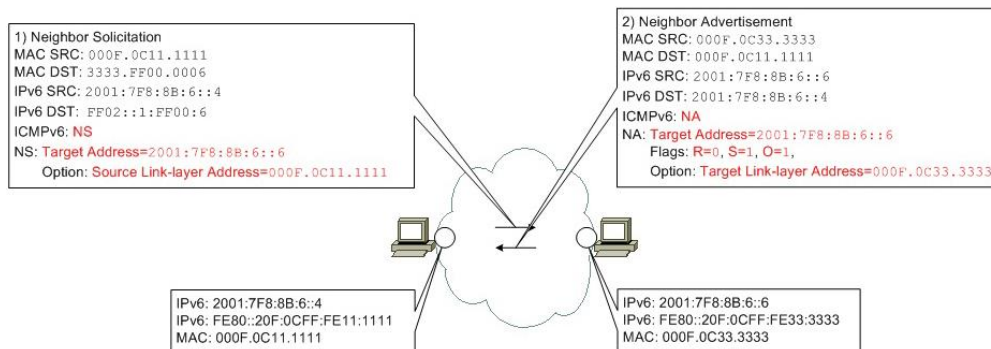 1) Neighbor Solicitation
MAC SRC: 000F.0C11.1111
MAC DST: 3333.FF00.0006
IPv6 SRC: 2001:7F8:8B:6::4
IPv6 DST: FF02::1:FF00:6
ICMPv6: NS
NS: Target Address=2001:7F8:8B:6::6
Option: Source Link-layer Address=000F.0C11.1111
2) Neighbor Advertisement
MAC SRC: 000F.0C33.3333
MAC DST: 000F.0C11.1111
IPv6 SRC: 2001:7F8:8B:6::6
IPv6 DST: 2001:7F8:8B:6::4
ICMPv6: NA
NA: Target Address=2001:7F8:8B:6::6
Flags: R=0, S=1, O=1,
Option: Target Link-layer Address=000F.0C33.3333
IPv6: 2001:7F8:8B:6::4
IPv6: FE80::20F:0CFF:FE11:1111
MAC: 000F.0C11.1111
IPv6: 2001:7F8:8B:6::6
IPv6: FE80::20F:0CFF:FE33:3333
MAC: 000F.0C33.3333